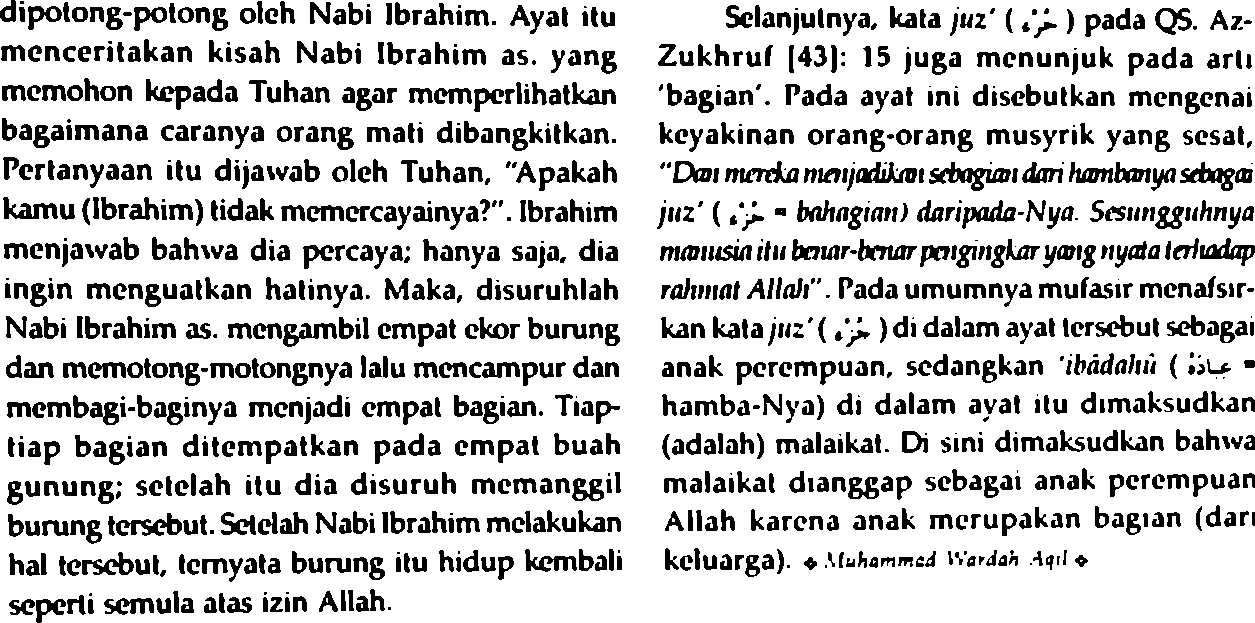 dipotong-potong oleh Nabi Ibrahim. Ayat itu
menceritakan kisah Nabi Ibrahim as. yang
memohon kepada Tuhan agar memperlihatkan
bagaimana caranya orang mati dibangkitkan.
Pertanyaan itu dijawab oleh Tuhan, "Apakah
kamu (Ibrahim) tidak memercayainya?". Ibrahim
menjawab bahwa dia percaya; hanya saja, dia
ingin menguatkan hatinya. Maka, disuruhlah
Nabi Ibrahim as. mengambil empat ekor burung
dan memotong-motongnya lalu mencampur dan
membagi-baginya menjadi empat bagian. Tiap-
tiap bagian ditempatkan pada empat buah
gunung; setelah itu dia disuruh memanggil
burung tersebut. Setelah Nabi Ibrahim melakukan
hal tersebut, ternyata burung itu hidup kembali
seperti semula atas izin Allah.
Selanjutnya, kata juz' ( جُزْء ) pada QS. Az-
Zukhruf [43]: 15 juga menunjuk pada arti
'bagian'. Pada ayat ini disebutkan mengenai
keyakinan orang-orang musyrik yang sesat,
"Dan mereka menjadikan sebagian dari hambanya sebagai
juz' ( جُزْء = bahagian) daripada-Nya. Sesungguhnya
manusia itu benar-benar pengingkar yang nyata terhadap
rahmat Allah". Pada umumnya mufasir menafsir-
kan kata juz' ( جُزْء ) di dalam ayat tersebut sebagai
anak perempuan, sedangkan 'ibâdahû ( عِبَادَهُ =
hamba-Nya) di dalam ayat itu dimaksudkan
(adalah) malaikat. Di sini dimaksudkan bahwa
malaikat dianggap sebagai anak perempuan
Allah karena anak merupakan bagian (dari
keluarga). ❖ Muhammad Wardah Aqil ❖